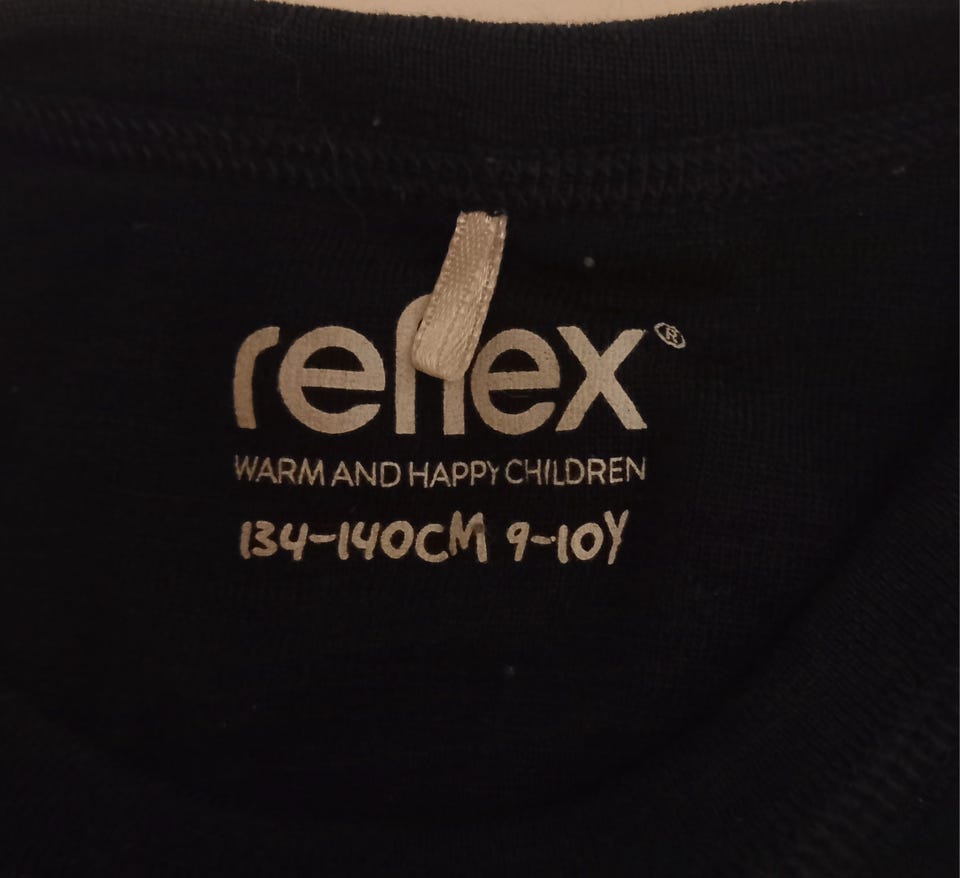 reflex®
WARM AND HAPPY CHILDREN
134-140CM 9-10Y